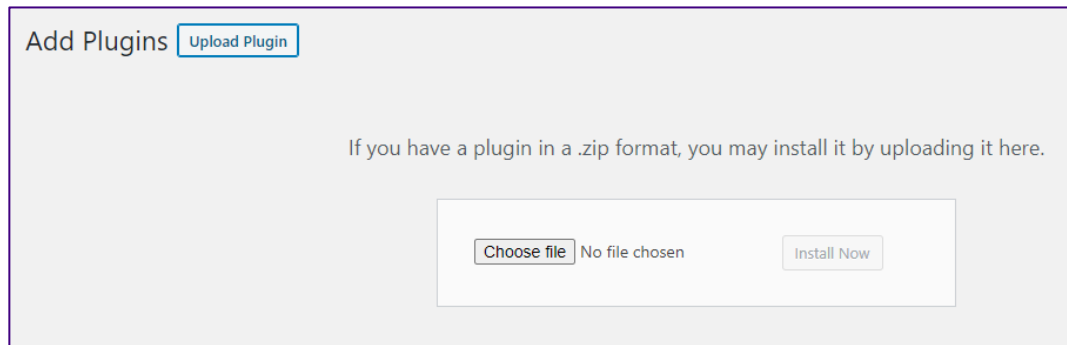 Add Plugins Upload Plugin
If you have a plugin in a .zip format, you may install it by uploading it here.
Choose file No file chosen Install Now